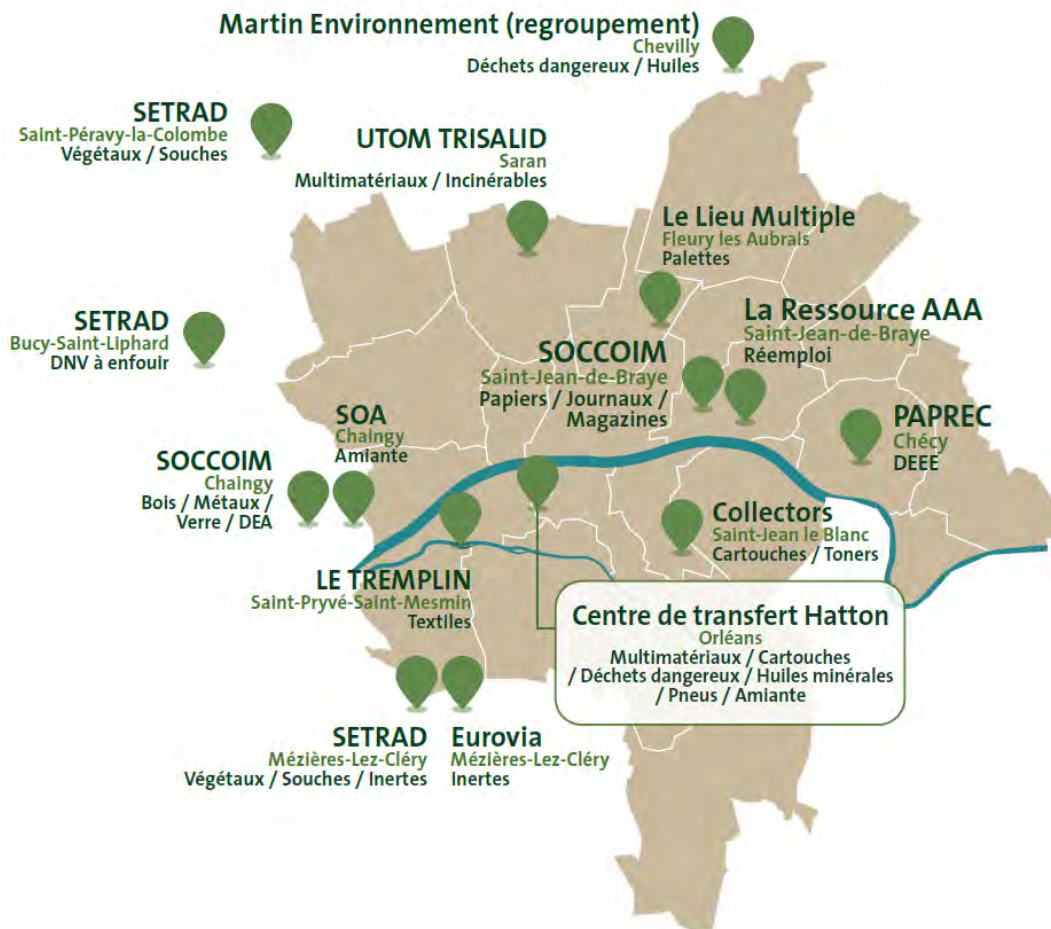 Martin Environnement (regroupement)
Chevilly
Déchets dangereux / Huiles
SETRAD
Saint-Péravy-la-Colombe
Végétaux / Souches
UTOM TRISALID
Saran
Multimatériaux / Incinérables
Le Lieu Multiple
Fleury les Aubrais
Palettes
SETRAD
Bucy-Saint-Liphard
DNV à enfouir
La Ressource AAA
Saint-Jean-de-Braye
Réemploi
SOCCOIM
Saint-Jean-de-Braye
Papiers / Journaux /
Magazines
SOA
Chaingy
Amiante
PAPREC
Chécy
DEEE
SOCCOIM
Chaingy
Bois / Métaux /
Verre / DEA
Collectors
Saint-Jean le Blanc
Cartouches / Toners
LE TREMPLIN
Saint-Pryvé-Saint-Mesmin
Textiles
Centre de transfert Hatton
Orléans
Multimatériaux / Cartouches
/ Déchets dangereux / Huiles minérales
/ Pneus / Amiante
SETRAD
Mézières-Lez-Cléry
Végétaux / Souches / Inertes
Eurovia
Mézières-Lez-Cléry
Inertes